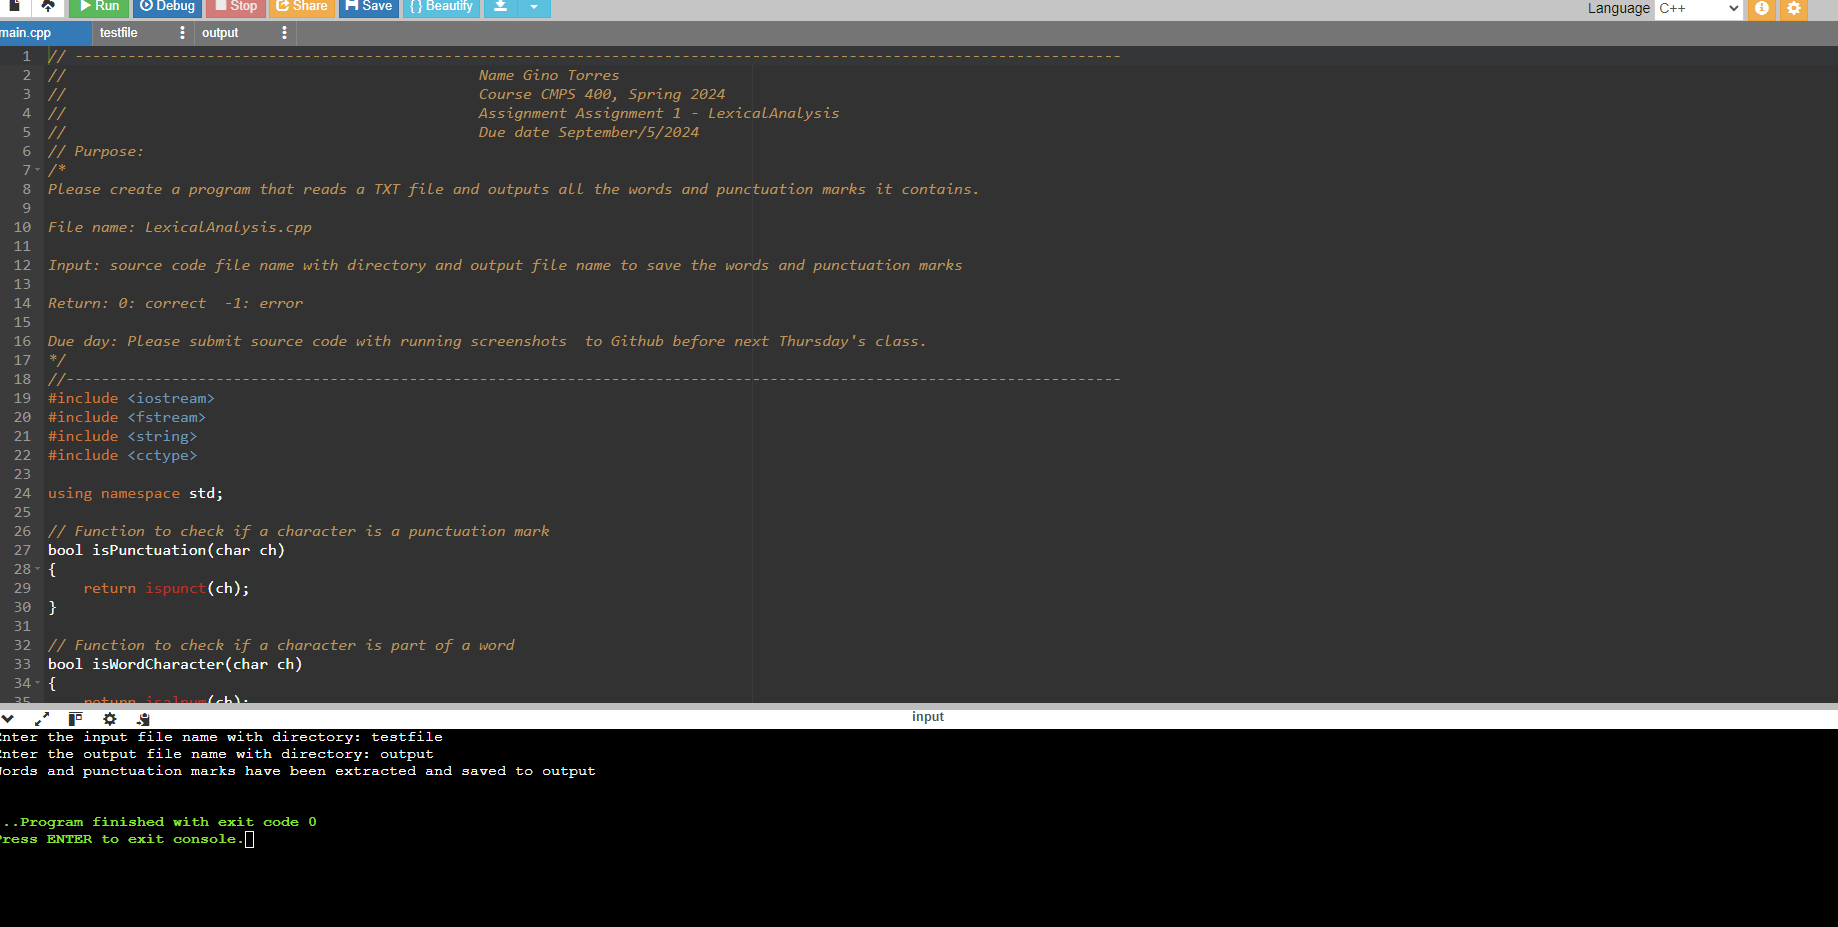 Run Debug Stop Share Save {} Beautify Language C++
main.cpp testfile output
1 // -----------------------------------------------------------------------------------------------------------------------
2 // Name Gino Torres
3 // Course CMPS 400, Spring 2024
4 // Assignment Assignment 1 - LexicalAnalysis
5 // Due date September/5/2024
6 // Purpose:
7 /*
8 Please create a program that reads a TXT file and outputs all the words and punctuation marks it contains.
9
10 File name: LexicalAnalysis.cpp
11
12 Input: source code file name with directory and output file name to save the words and punctuation marks
13
14 Return: 0: correct  -1: error
15
16 Due day: Please submit source code with running screenshots  to Github before next Thursday's class.
17 */
18 //------------------------------------------------------------------------------------------------------------------------
19 #include <iostream>
20 #include <fstream>
21 #include <string>
22 #include <cctype>
23
24 using namespace std;
25
26 // Function to check if a character is a punctuation mark
27 bool isPunctuation(char ch)
28 {
29     return ispunct(ch);
30 }
31
32 // Function to check if a character is part of a word
33 bool isWordCharacter(char ch)
34 {
35     return isalnum(ch);
input
Enter the input file name with directory: testfile
Enter the output file name with directory: output
Words and punctuation marks have been extracted and saved to output
...Program finished with exit code 0
Press ENTER to exit console.